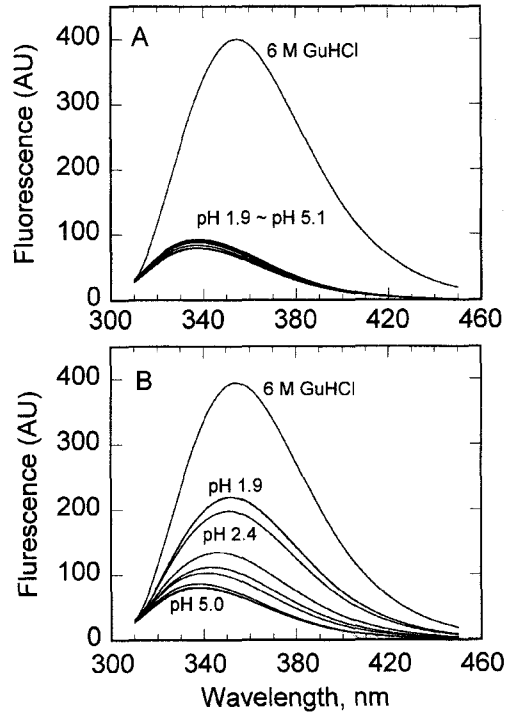 A
6 M GuHCl
pH 1.9 ~ pH 5.1
Fluorescence (AU)
400
300
200
100
0
300 340 380 420 460
B
6 M GuHCl
pH 1.9
pH 2.4
pH 5.0
Flurescence (AU)
400
300
200
100
0
300 340 380 420 460
Wavelength, nm